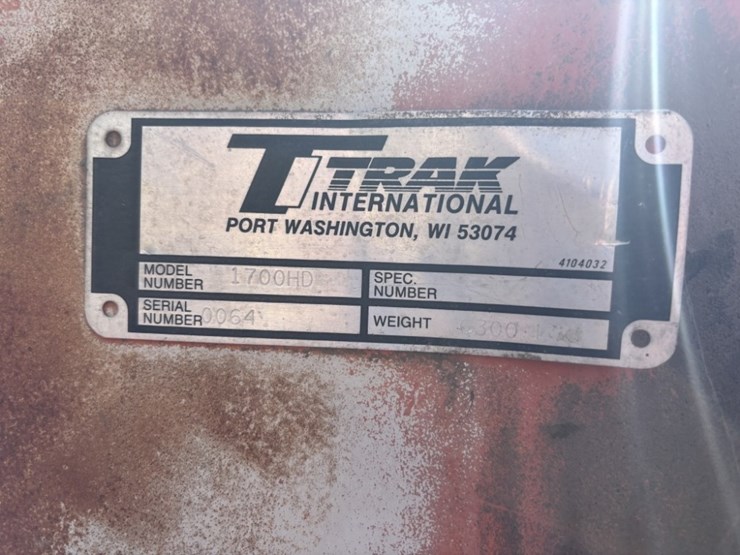 TRAK
INTERNATIONAL
PORT WASHINGTON, WI 53074
4104032
MODEL NUMBER 1700HD
SPEC. NUMBER
SERIAL NUMBER 0064
WEIGHT